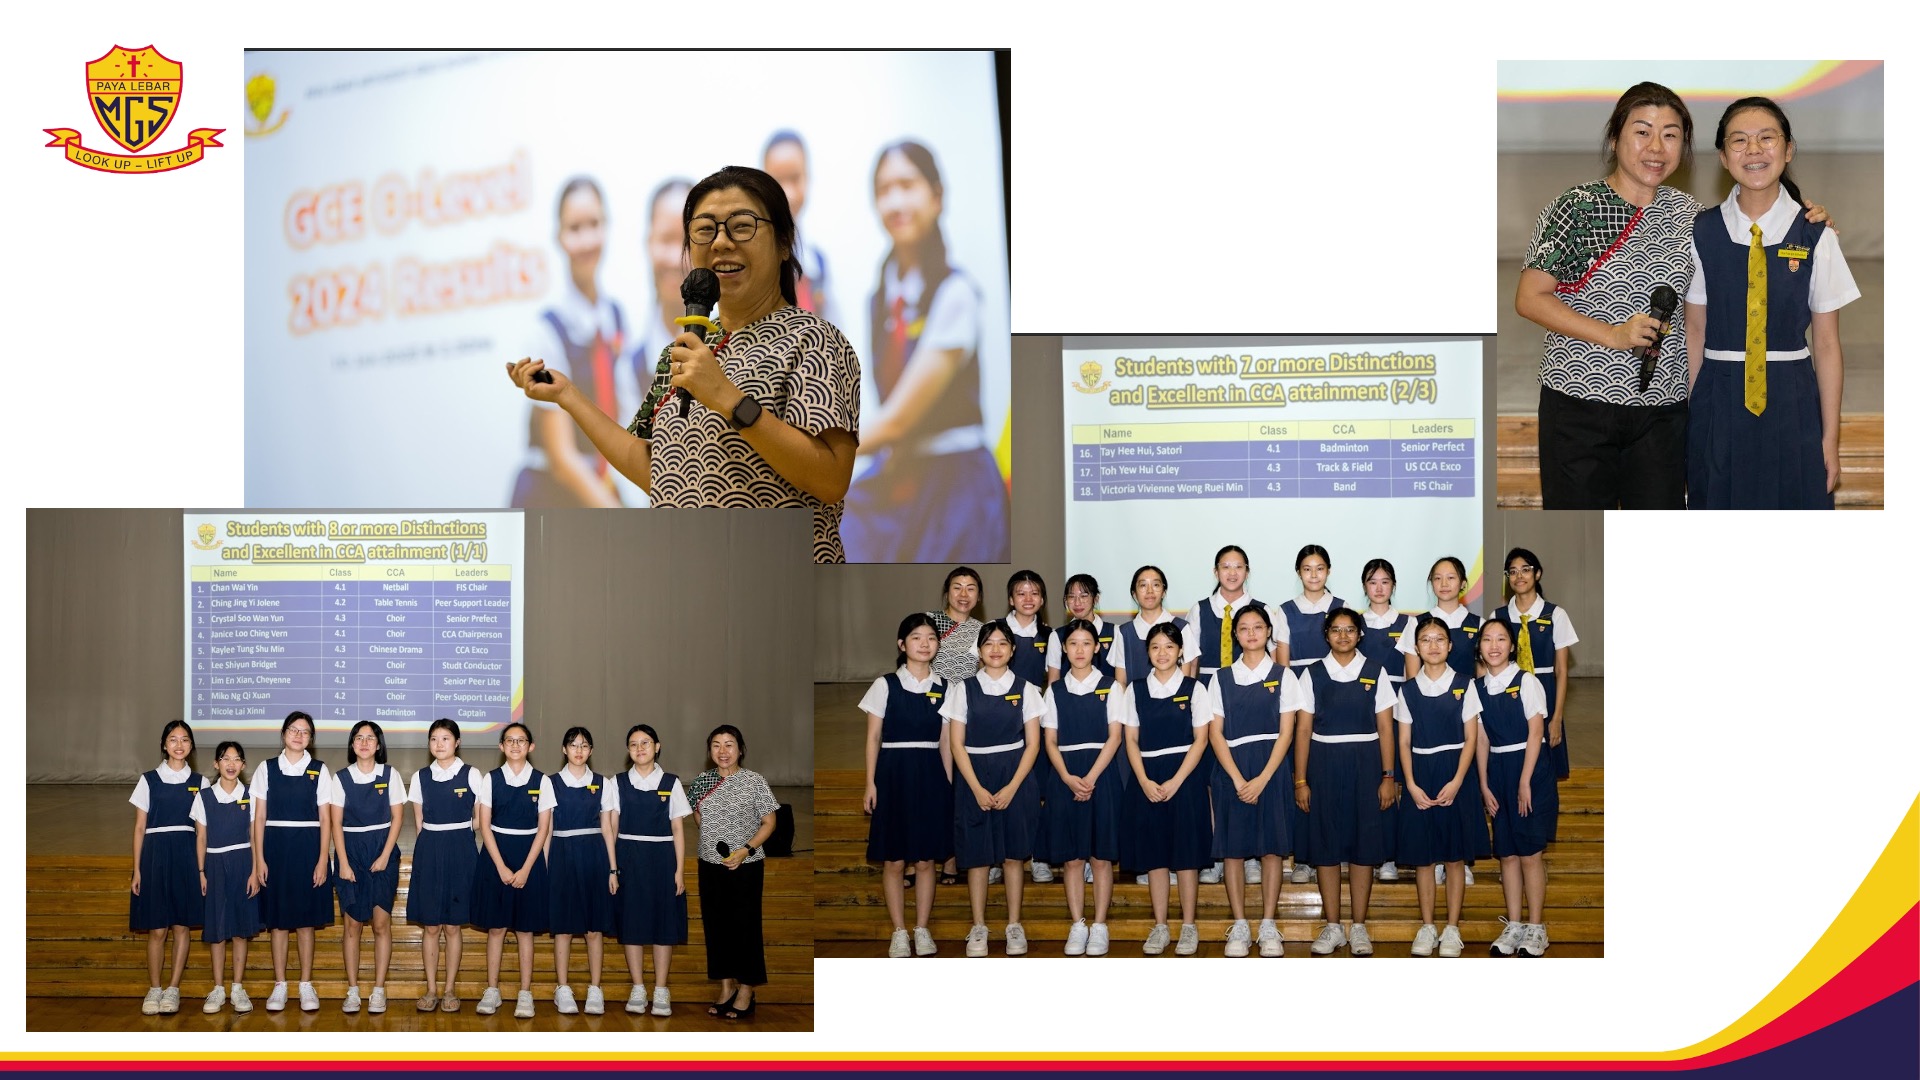 PAYA LEBAR
MGS
LOOK UP – LIFT UP
GCE O-Level
2024 Results
Students with 7 or more Distinctions
and Excellent in CCA attainment (2/3)
Name Class CCA Leaders
16. Tay Hee Hui, Satori 4.1 Badminton Senior Perfect
17. Toh Yew Hui Caley 4.3 Track & Field US CCA Exco
18. Victoria Vivienne Wong Ruei Min 4.3 Band FIS Chair
Students with 8 or more Distinctions
and Excellent in CCA attainment (1/1)
Name Class CCA Leaders
1. Chan Wai Yin 4.1 Netball FIS Chair
2. Ching Jing Yi Jolene 4.2 Table Tennis Peer Support Leader
3. Crystal Soo Wan Yun 4.3 Choir Senior Prefect
4. Janice Loo Ching Vern 4.1 Choir CCA Chairperson
5. Kaylee Tung Shu Min 4.3 Chinese Drama CCA Exco
6. Lee Shiyun Bridget 4.2 Choir Studt Conductor
7. Lim En Xian, Cheyenne 4.1 Guitar Senior Peer Lite
8. Miko Ng Qi Xuan 4.2 Choir Peer Support Leader
9. Nicole Lai Xinni 4.1 Badminton Captain